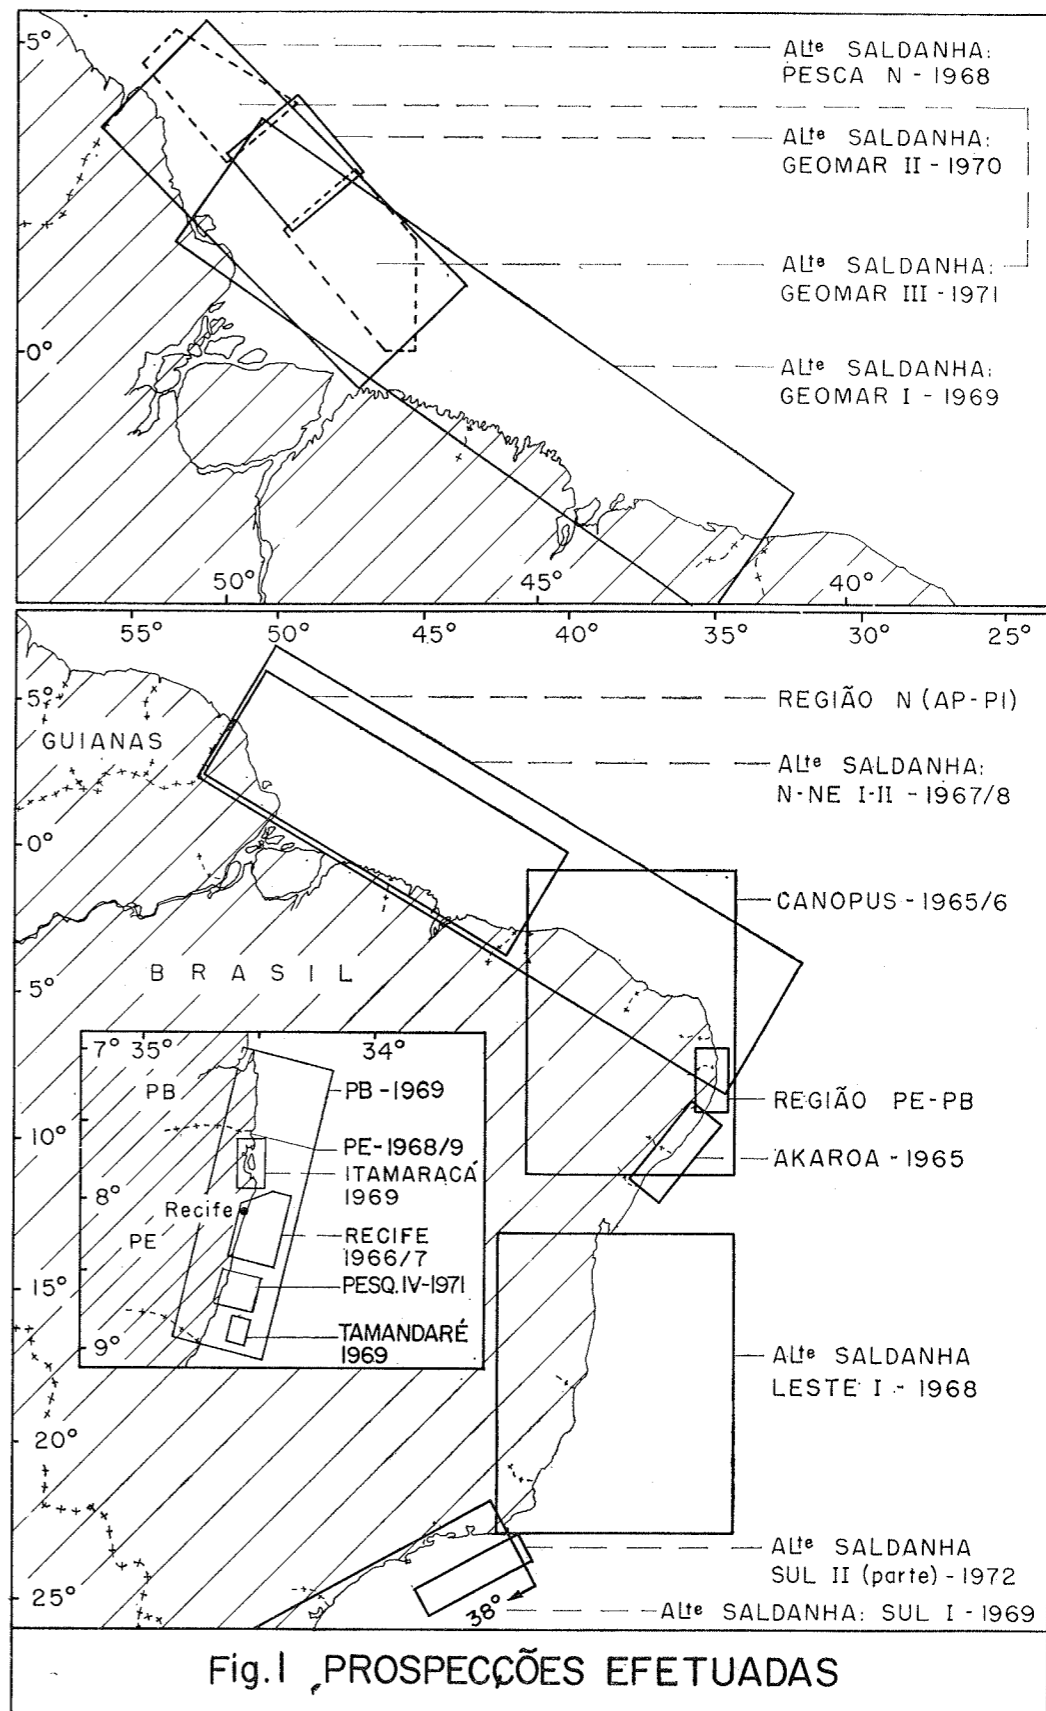 5°
ALte SALDANHA:
PESCA N - 1968
ALte SALDANHA:
GEOMAR II - 1970
ALte SALDANHA:
GEOMAR III - 1971
0°
ALte SALDANHA:
GEOMAR I - 1969
50° 45° 40°
55° 50° 45° 40° 35° 30° 25°
5°
REGIÃO N (AP-PI)
GUIANAS
ALte SALDANHA:
N-NE I-II - 1967/8
0°
CANOPUS - 1965/6
BRASIL
5°
7° 35° 34°
PB
PB - 1969
REGIÃO PE-PB
10°
PE - 1968/9
ITAMARACÁ
1969
AKAROA - 1965
8°
Recife
PE
RECIFE
1966/7
15°
PESQ. IV-1971
TAMANDARÉ
1969
9°
ALte SALDANHA
LESTE I - 1968
20°
ALte SALDANHA
SUL II (parte) - 1972
25°
38°
ALte SALDANHA: SUL I - 1969
Fig.1 PROSPECÇÕES EFETUADAS